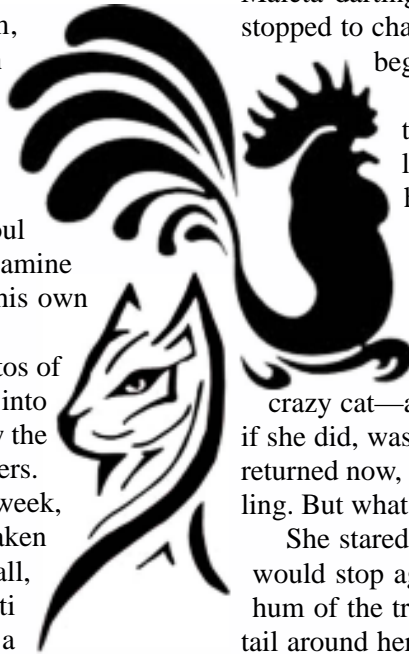 n,
oul
amine
his own
tos of
into
y the
ers.
week,
aken
all,
ti
a
Maleta darting
stopped to cha
beg
t
l
crazy cat—a
if she did, was
returned now,
ling. But what
She stared
would stop ag
hum of the tr
tail around her